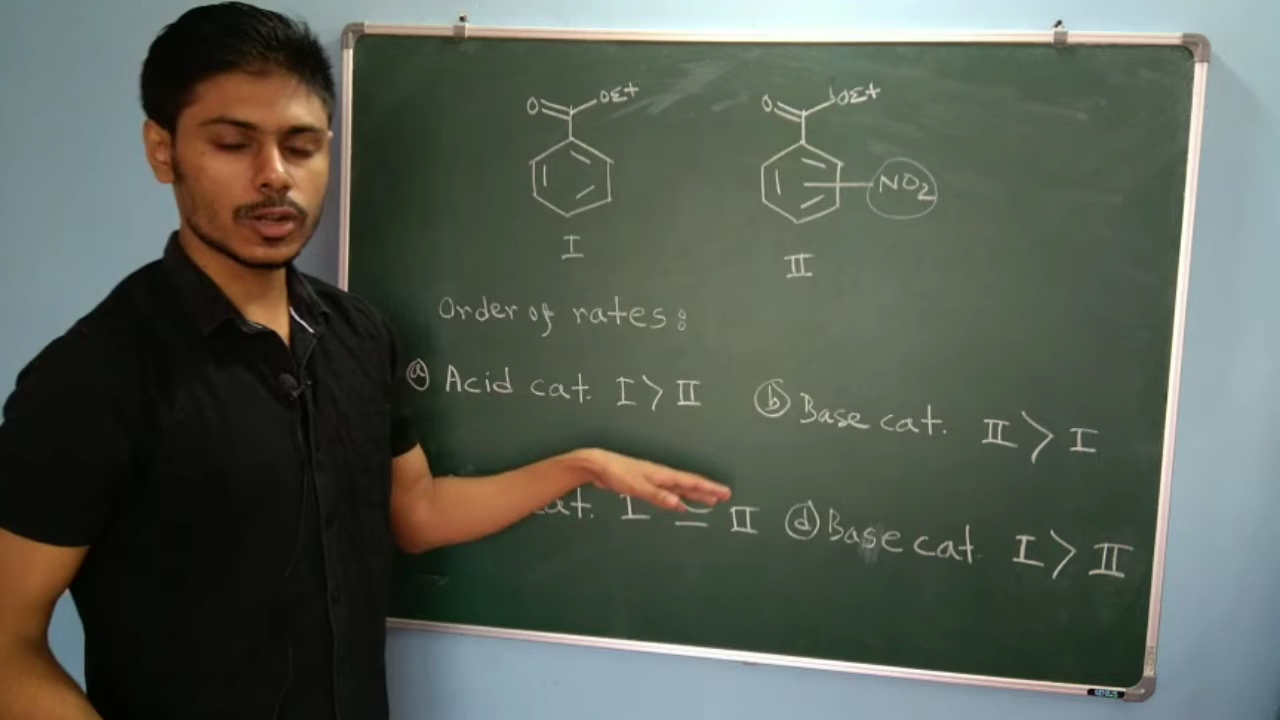 O OEt O OEt
NO2
I II
Order of rates:
ⓐ Acid cat. I > II ⓑ Base cat. II > I
cat. I ≃ II ⓓ Base cat. I > II